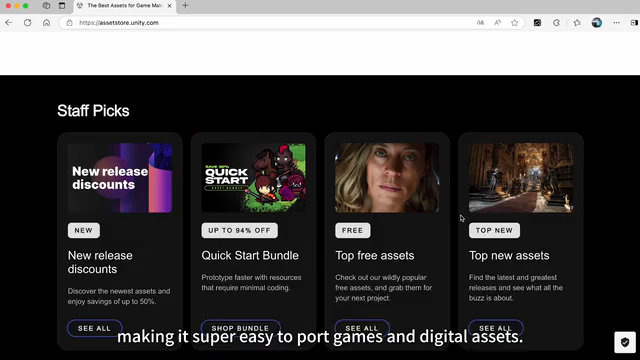 The Best Assets for Game Mak
https://assetstore.unity.com
Staff Picks
New release
discounts
NEW
New release
discounts
Discover the newest assets and
enjoy savings of up to 50%.
SEE ALL
SAVE 90%
QUICK
START
ASSET BUNDLE
UP TO 94% OFF
Quick Start Bundle
Prototype faster with resources
that require minimal coding.
SHOP BUNDLE
FREE
Top free assets
Check out our wildly popular
free assets, and grab them for
your next project.
SEE ALL
TOP NEW
Top new assets
Find the latest and greatest
releases and see what all the
buzz is about.
SEE ALL
making it super easy to port games and digital assets.